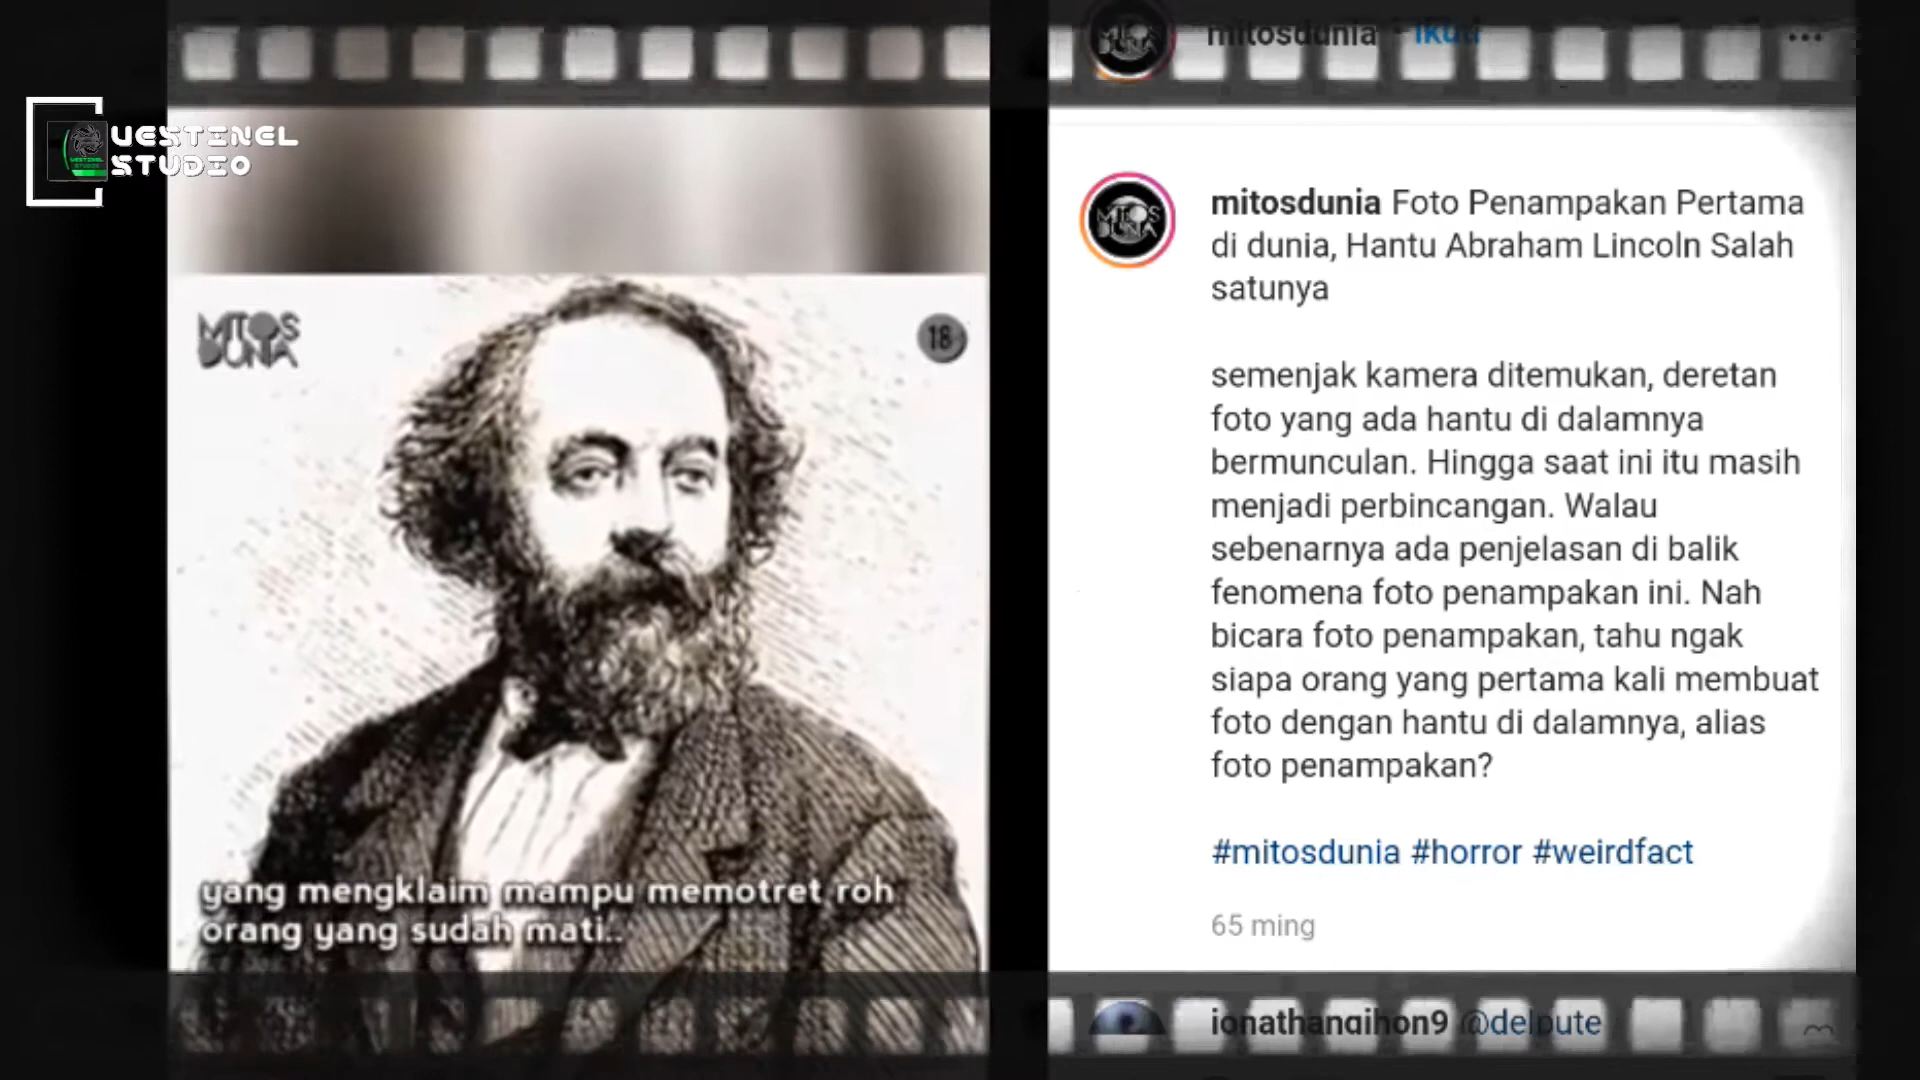 UESTINEL
STUDIO
MITOS
DUNIA
18
yang mengklaim mampu memotret roh
orang yang sudah mati..
mitosdunia · Ikuti
MITOS
DUNIA
mitosdunia Foto Penampakan Pertama
di dunia, Hantu Abraham Lincoln Salah
satunya
semenjak kamera ditemukan, deretan
foto yang ada hantu di dalamnya
bermunculan. Hingga saat ini itu masih
menjadi perbincangan. Walau
sebenarnya ada penjelasan di balik
fenomena foto penampakan ini. Nah
bicara foto penampakan, tahu ngak
siapa orang yang pertama kali membuat
foto dengan hantu di dalamnya, alias
foto penampakan?
#mitosdunia #horror #weirdfact
65 ming
jonathangihon9 @delpute